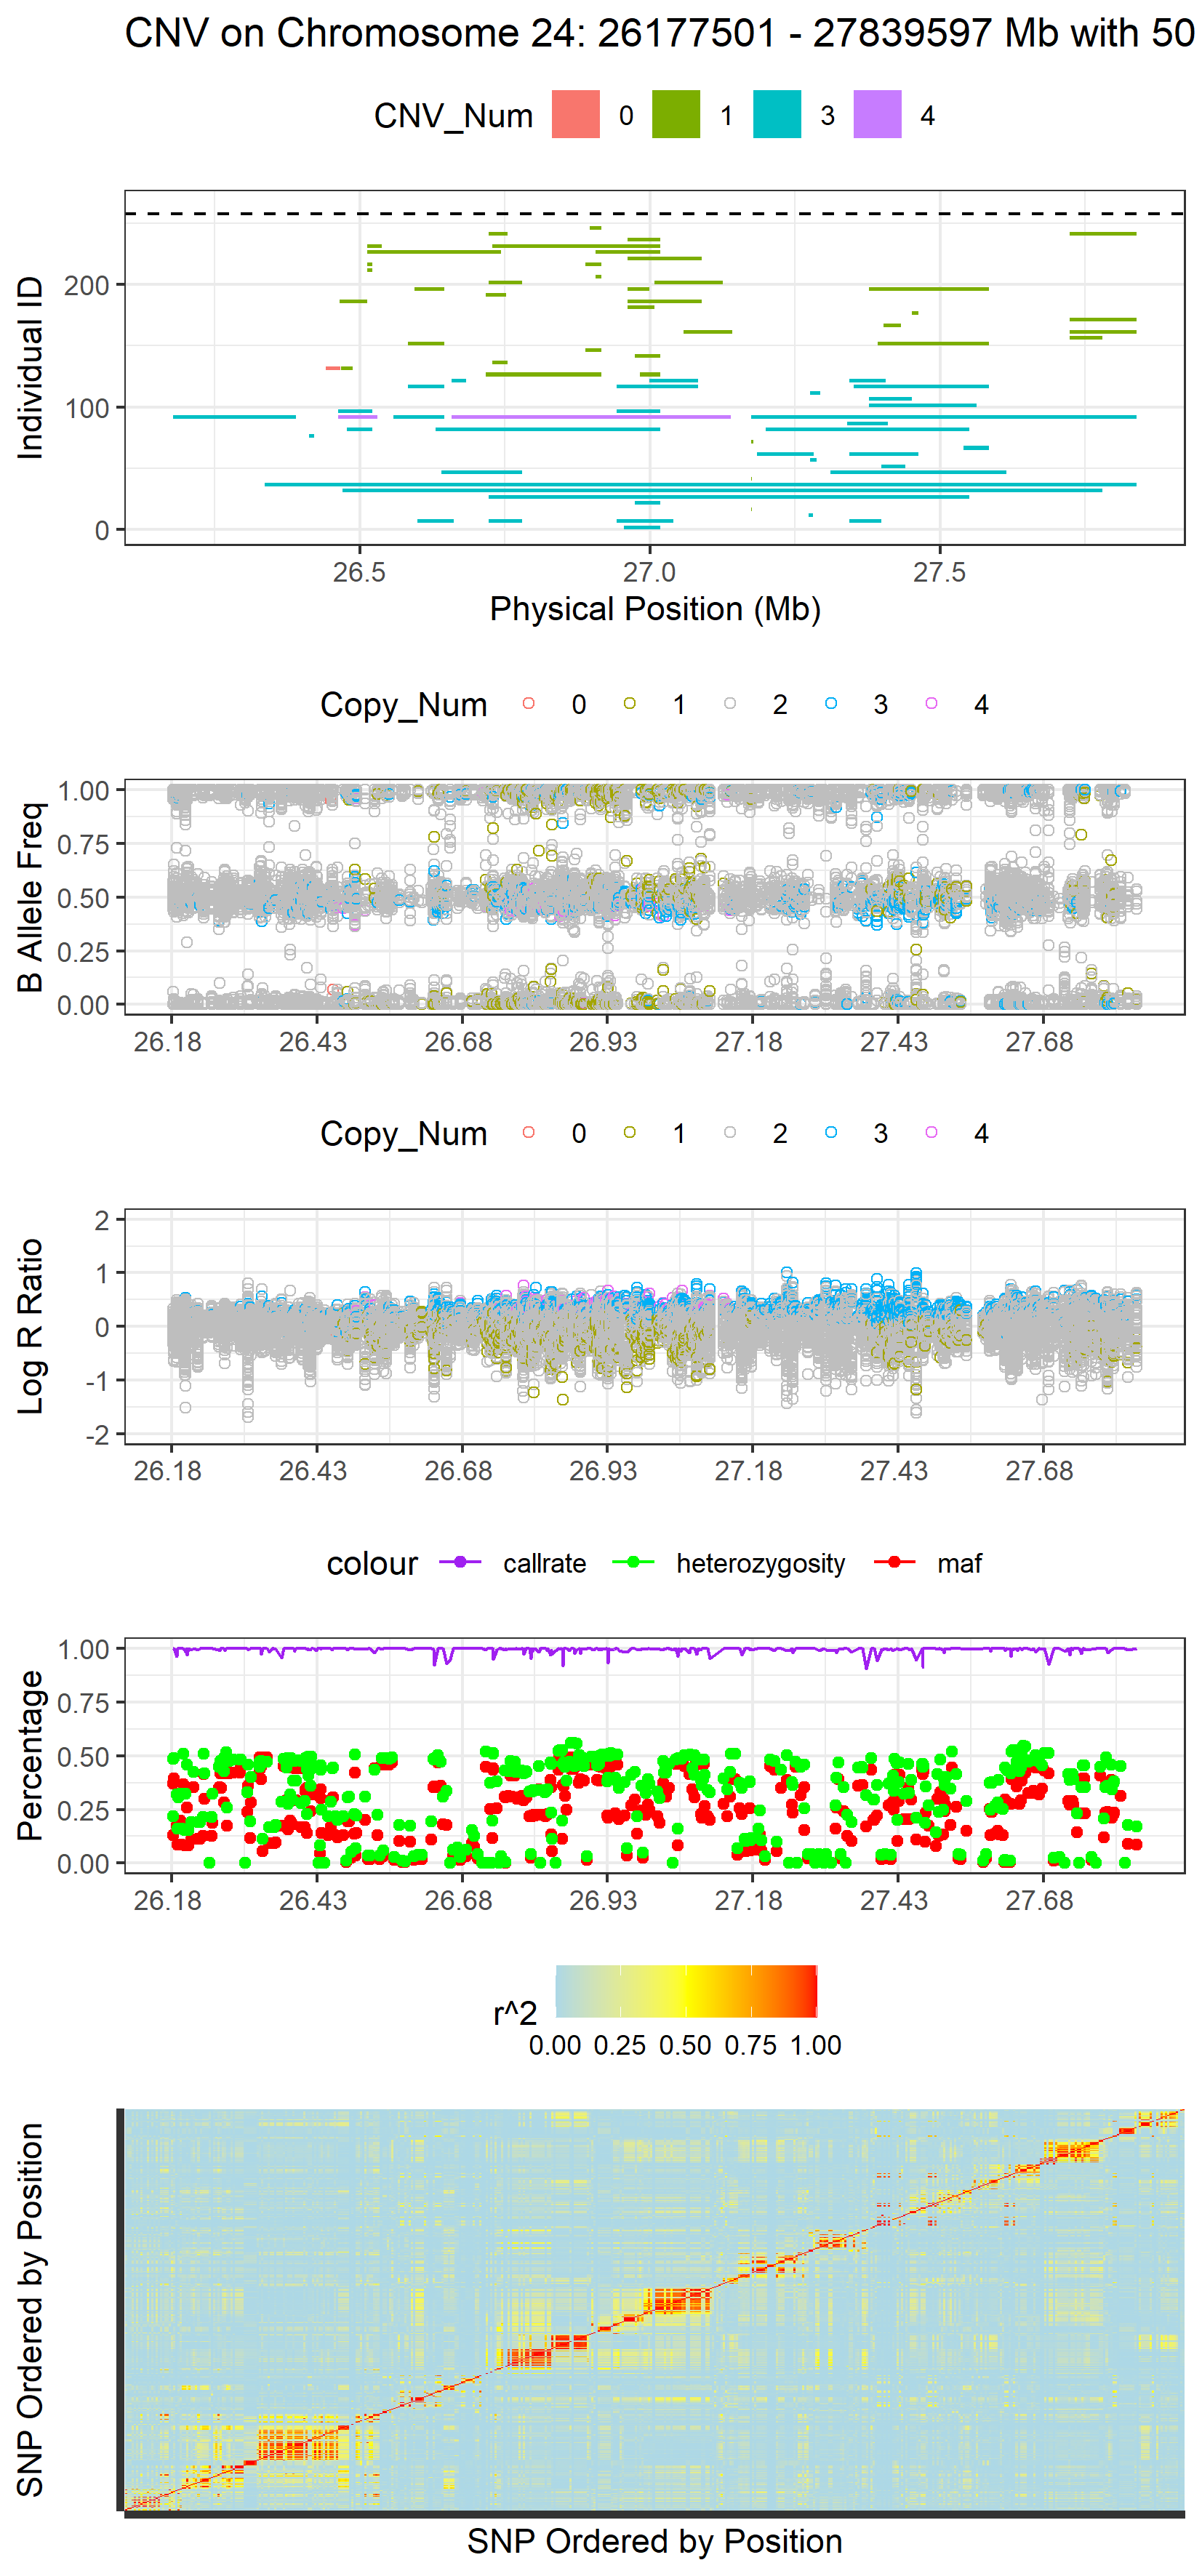 CNV on Chromosome 24: 26177501 - 27839597 Mb with 50
CNV_Num 0 1 3 4
Individual ID
200
100
0
26.5 27.0 27.5
Physical Position (Mb)
Copy_Num 0 1 2 3 4
B Allele Freq
1.00
0.75
0.50
0.25
0.00
26.18 26.43 26.68 26.93 27.18 27.43 27.68
Copy_Num 0 1 2 3 4
Log R Ratio
2
1
0
-1
-2
26.18 26.43 26.68 26.93 27.18 27.43 27.68
colour callrate heterozygosity maf
Percentage
1.00
0.75
0.50
0.25
0.00
26.18 26.43 26.68 26.93 27.18 27.43 27.68
r^2
0.00 0.25 0.50 0.75 1.00
SNP Ordered by Position
SNP Ordered by Position